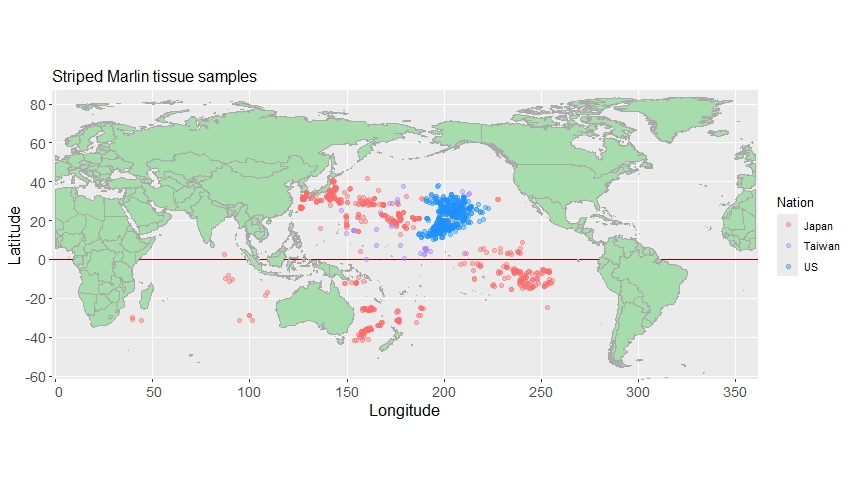 Striped Marlin tissue samples
80
60
40
20
0
-20
-40
-60
Latitude
0 50 100 150 200 250 300 350
Longitude
Nation
Japan
Taiwan
US